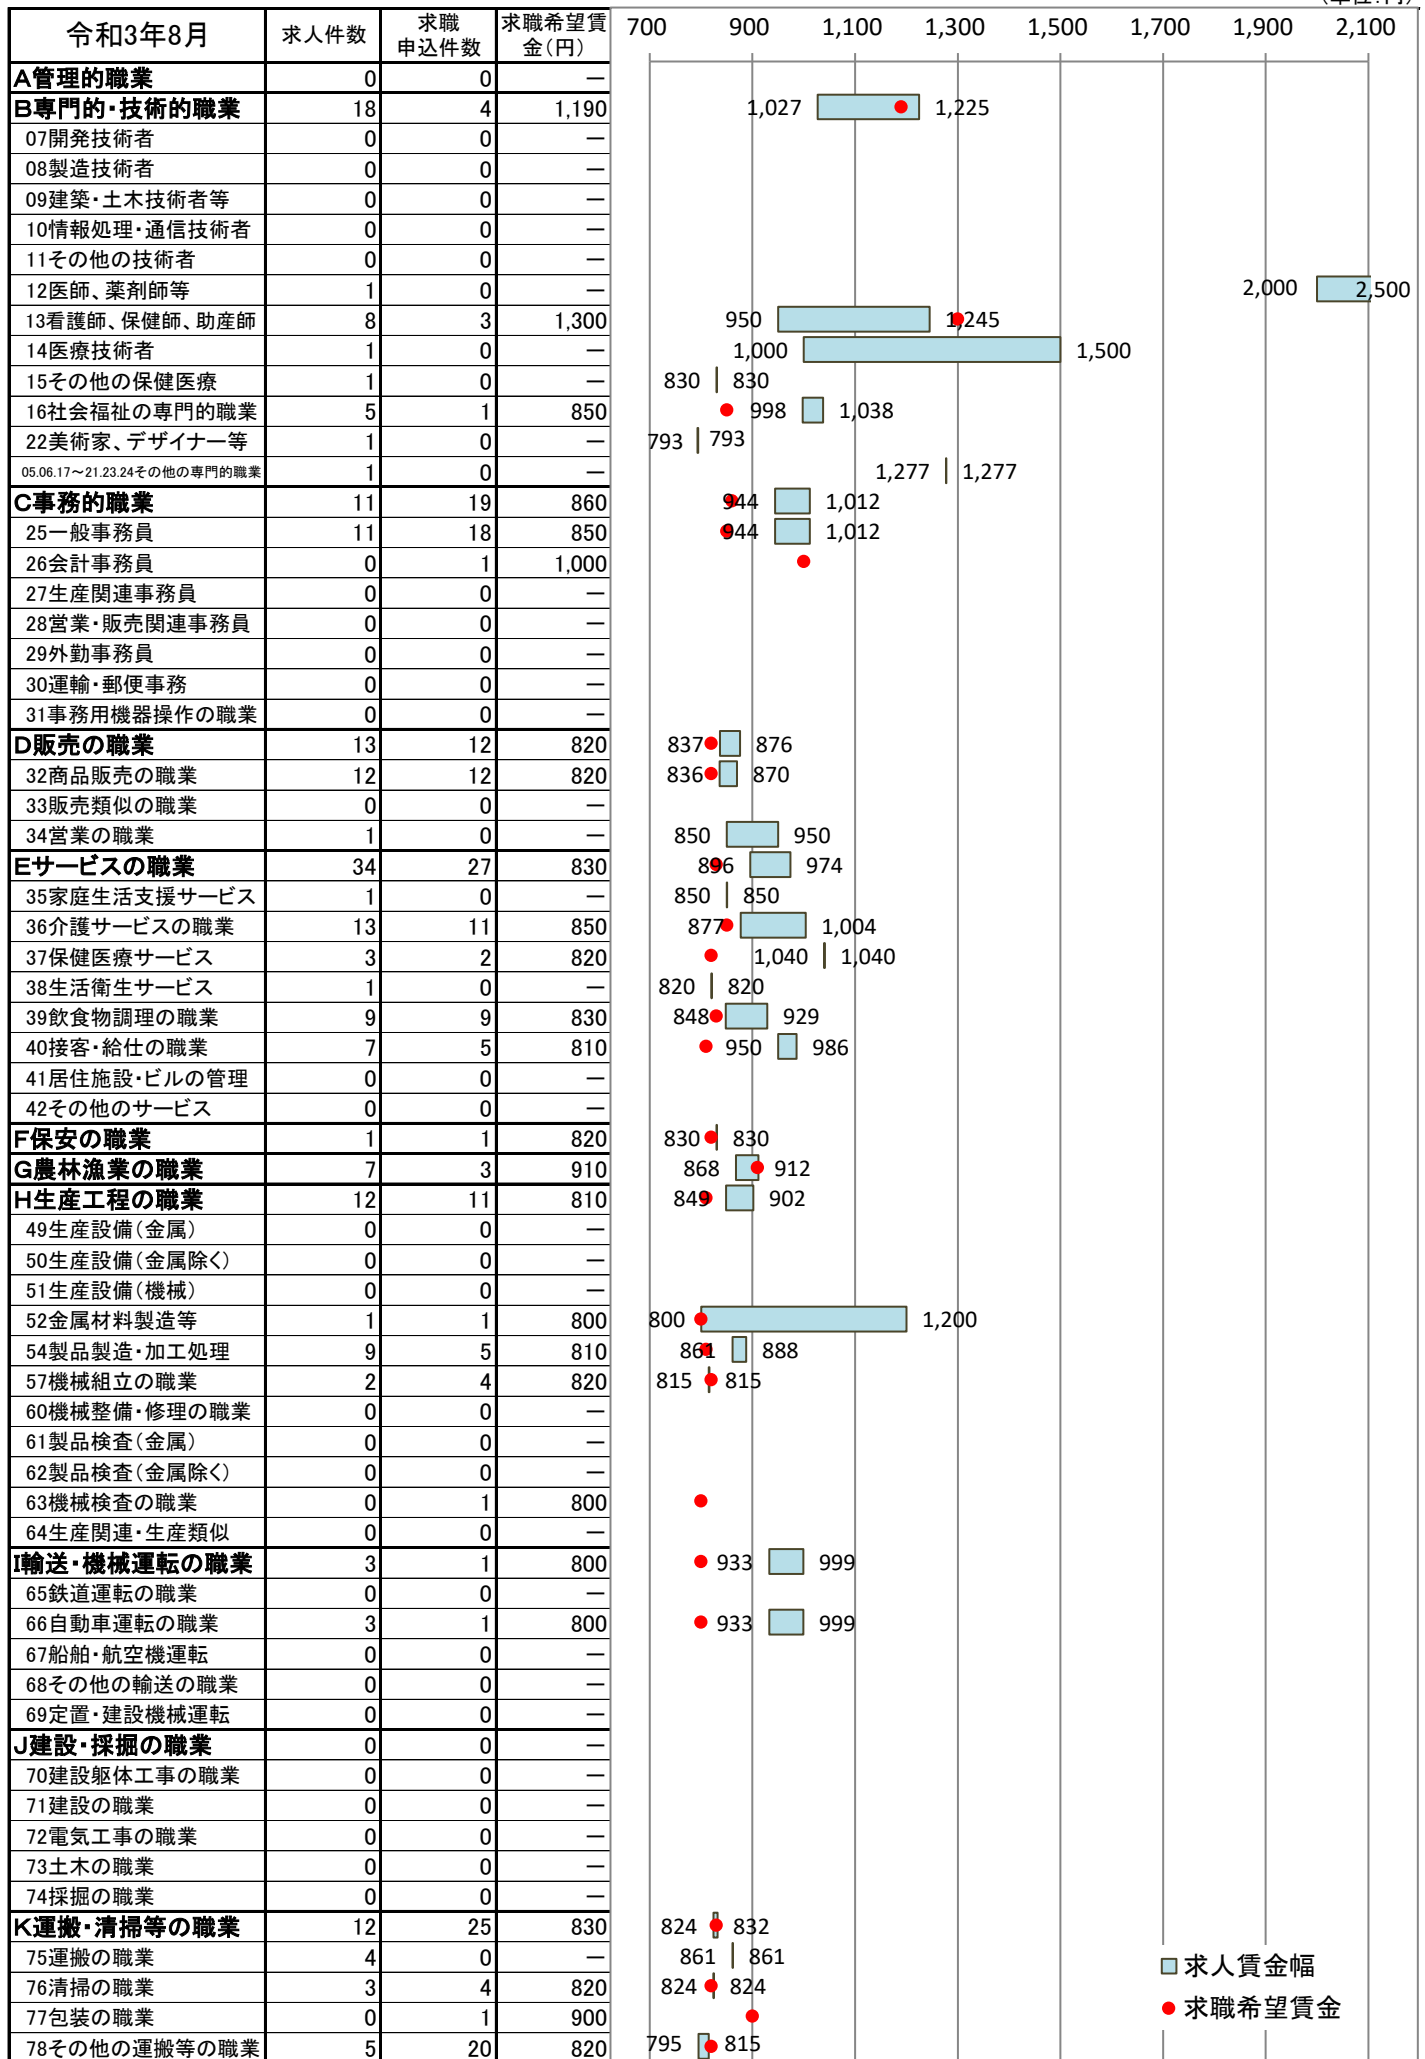 (単位:円)
令和3年8月 求人件数 求職申込件数 求職希望賃金(円) 700 900 1,100 1,300 1,500 1,700 1,900 2,100
A管理的職業 0 0 ―
B専門的・技術的職業 18 4 1,190 1,027 1,225
07開発技術者 0 0 ―
08製造技術者 0 0 ―
09建築・土木技術者等 0 0 ―
10情報処理・通信技術者 0 0 ―
11その他の技術者 0 0 ―
12医師、薬剤師等 1 0 ― 2,000 2,500
13看護師、保健師、助産師 8 3 1,300 950 1,245
14医療技術者 1 0 ― 1,000 1,500
15その他の保健医療 1 0 ― 830 830
16社会福祉の専門的職業 5 1 850 998 1,038
22美術家、デザイナー等 1 0 ― 793 793
05.06.17～21.23.24その他の専門的職業 1 0 ― 1,277 1,277
C事務的職業 11 19 860 944 1,012
25一般事務員 11 18 850 944 1,012
26会計事務員 0 1 1,000
27生産関連事務員 0 0 ―
28営業・販売関連事務員 0 0 ―
29外勤事務員 0 0 ―
30運輸・郵便事務 0 0 ―
31事務用機器操作の職業 0 0 ―
D販売の職業 13 12 820 837 876
32商品販売の職業 12 12 820 836 870
33販売類似の職業 0 0 ―
34営業の職業 1 0 ― 850 950
Eサービスの職業 34 27 830 896 974
35家庭生活支援サービス 1 0 ― 850 850
36介護サービスの職業 13 11 850 877 1,004
37保健医療サービス 3 2 820 1,040 1,040
38生活衛生サービス 1 0 ― 820 820
39飲食物調理の職業 9 9 830 848 929
40接客・給仕の職業 7 5 810 950 986
41居住施設・ビルの管理 0 0 ―
42その他のサービス 0 0 ―
F保安の職業 1 1 820 830 830
G農林漁業の職業 7 3 910 868 912
H生産工程の職業 12 11 810 849 902
49生産設備(金属) 0 0 ―
50生産設備(金属除く) 0 0 ―
51生産設備(機械) 0 0 ―
52金属材料製造等 1 1 800 800 1,200
54製品製造・加工処理 9 5 810 861 888
57機械組立の職業 2 4 820 815 815
60機械整備・修理の職業 0 0 ―
61製品検査(金属) 0 0 ―
62製品検査(金属除く) 0 0 ―
63機械検査の職業 0 1 800
64生産関連・生産類似 0 0 ―
I輸送・機械運転の職業 3 1 800 933 999
65鉄道運転の職業 0 0 ―
66自動車運転の職業 3 1 800 933 999
67船舶・航空機運転 0 0 ―
68その他の輸送の職業 0 0 ―
69定置・建設機械運転 0 0 ―
J建設・採掘の職業 0 0 ―
70建設躯体工事の職業 0 0 ―
71建設の職業 0 0 ―
72電気工事の職業 0 0 ―
73土木の職業 0 0 ―
74採掘の職業 0 0 ―
K運搬・清掃等の職業 12 25 830 824 832
75運搬の職業 4 0 ― 861 861
76清掃の職業 3 4 820 824 824
77包装の職業 0 1 900
78その他の運搬等の職業 5 20 820 795 815
求人賃金幅
求職希望賃金